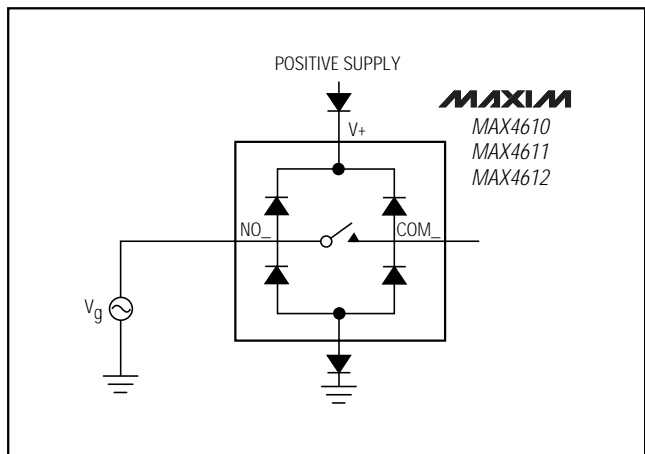 POSITIVE SUPPLY
MAXIM
V+
MAX4610
MAX4611
MAX4612
NO_
COM_
Vg